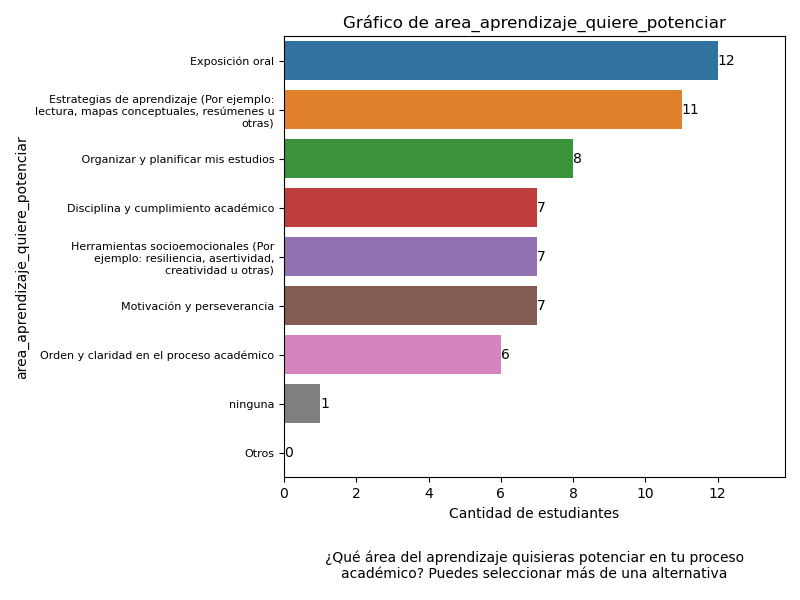 Gráfico de area_aprendizaje_quiere_potenciar
area_aprendizaje_quiere_potenciar
Exposición oral
12
Estrategias de aprendizaje (Por ejemplo:
lectura, mapas conceptuales, resúmenes u
otras)
11
Organizar y planificar mis estudios
8
Disciplina y cumplimiento académico
7
Herramientas socioemocionales (Por
ejemplo: resiliencia, asertividad,
creatividad u otras)
7
Motivación y perseverancia
7
Orden y claridad en el proceso académico
6
ninguna
1
Otros
0
0 2 4 6 8 10 12
Cantidad de estudiantes
¿Qué área del aprendizaje quisieras potenciar en tu proceso
académico? Puedes seleccionar más de una alternativa